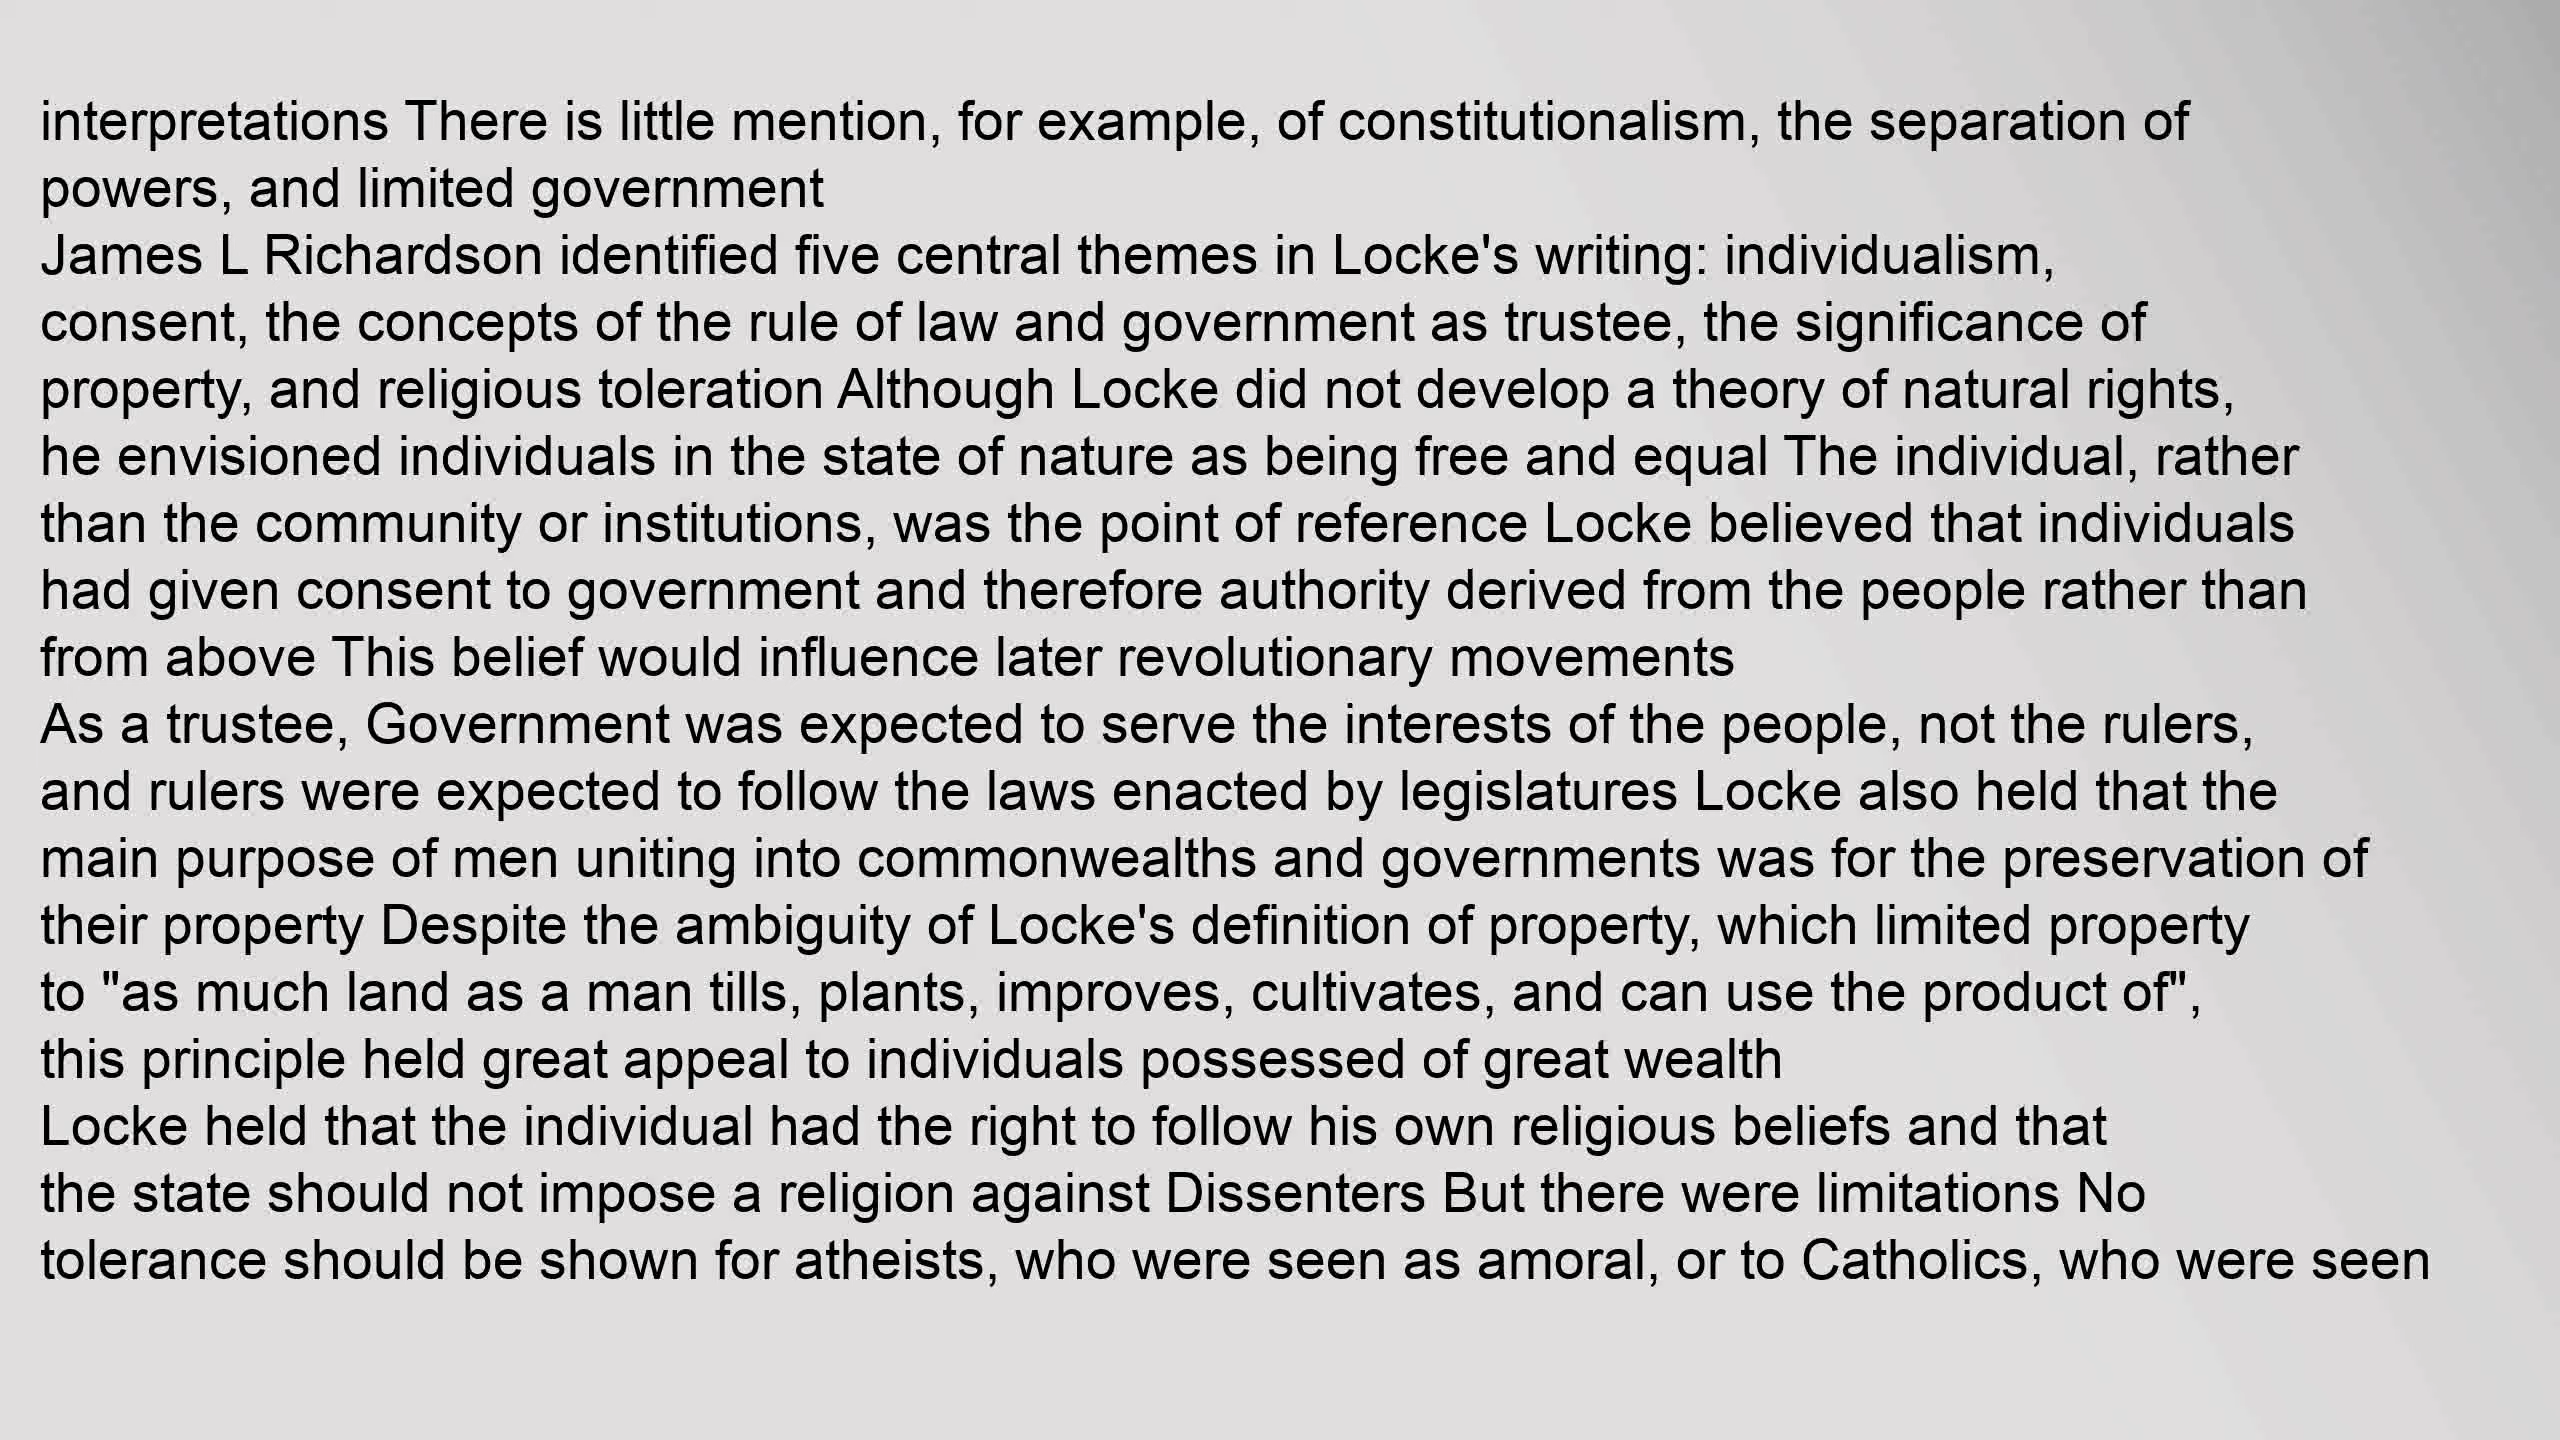 interpretations There is little mention, for example, of constitutionalism, the separation of
powers, and limited government
James L Richardson identified five central themes in Locke's writing: individualism,
consent, the concepts of the rule of law and government as trustee, the significance of
property, and religious toleration Although Locke did not develop a theory of natural rights,
he envisioned individuals in the state of nature as being free and equal The individual, rather
than the community or institutions, was the point of reference Locke believed that individuals
had given consent to government and therefore authority derived from the people rather than
from above This belief would influence later revolutionary movements
As a trustee, Government was expected to serve the interests of the people, not the rulers,
and rulers were expected to follow the laws enacted by legislatures Locke also held that the
main purpose of men uniting into commonwealths and governments was for the preservation of
their property Despite the ambiguity of Locke's definition of property, which limited property
to "as much land as a man tills, plants, improves, cultivates, and can use the product of",
this principle held great appeal to individuals possessed of great wealth
Locke held that the individual had the right to follow his own religious beliefs and that
the state should not impose a religion against Dissenters But there were limitations No
tolerance should be shown for atheists, who were seen as amoral, or to Catholics, who were seen